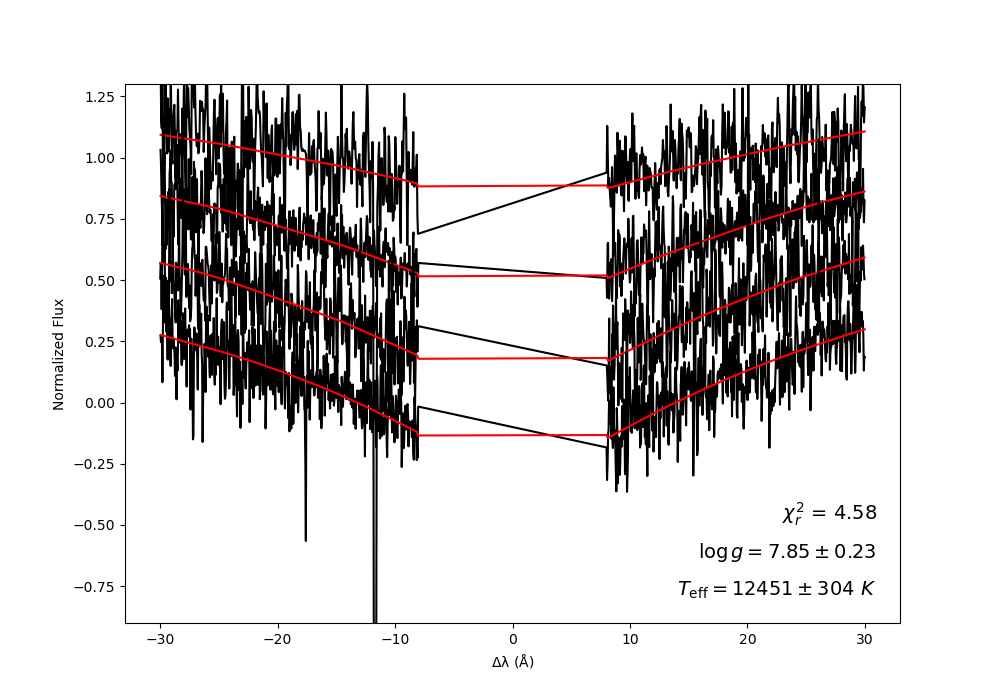 1.25
1.00
0.75
0.50
0.25
0.00
−0.25
−0.50
−0.75
Normalized Flux
χ²ᵣ = 4.58
log g = 7.85 ± 0.23
T_eff = 12451 ± 304 K
−30 −20 −10 0 10 20 30
Δλ (Å)